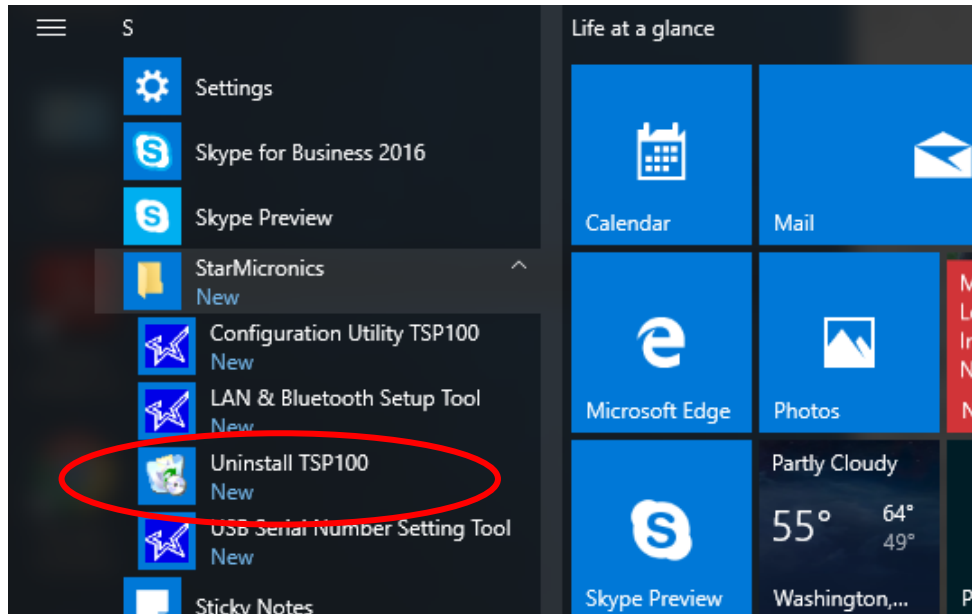 S
Settings
Skype for Business 2016
Skype Preview
StarMicronics
New
Configuration Utility TSP100
New
LAN & Bluetooth Setup Tool
New
Uninstall TSP100
New
USB Serial Number Setting Tool
New
Sticky Notes
Life at a glance
Calendar
Mail
Microsoft Edge
Photos
Skype Preview
Partly Cloudy
55° 64°
49°
Washington,...